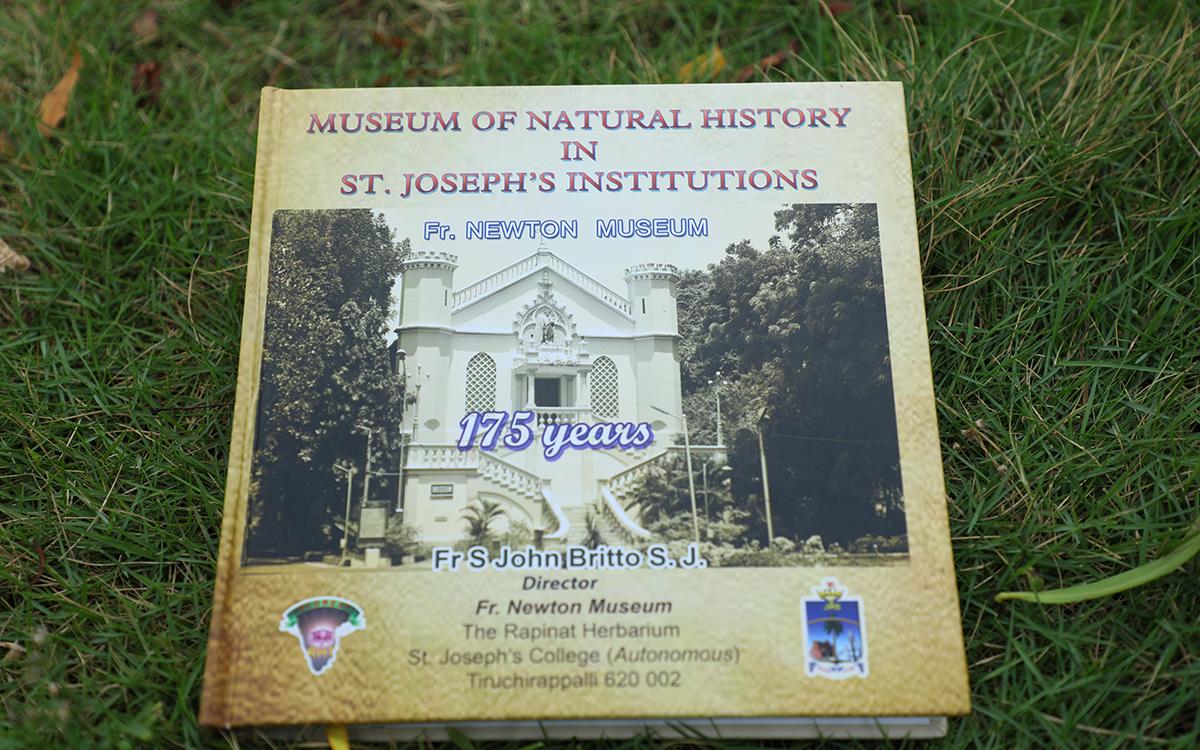 MUSEUM OF NATURAL HISTORY
IN
ST. JOSEPH'S INSTITUTIONS
Fr. NEWTON MUSEUM
175 years
Fr S John Britto S. J.
Director
Fr. Newton Museum
The Rapinat Herbarium
St. Joseph's College (Autonomous)
Tiruchirappalli 620 002
RHT